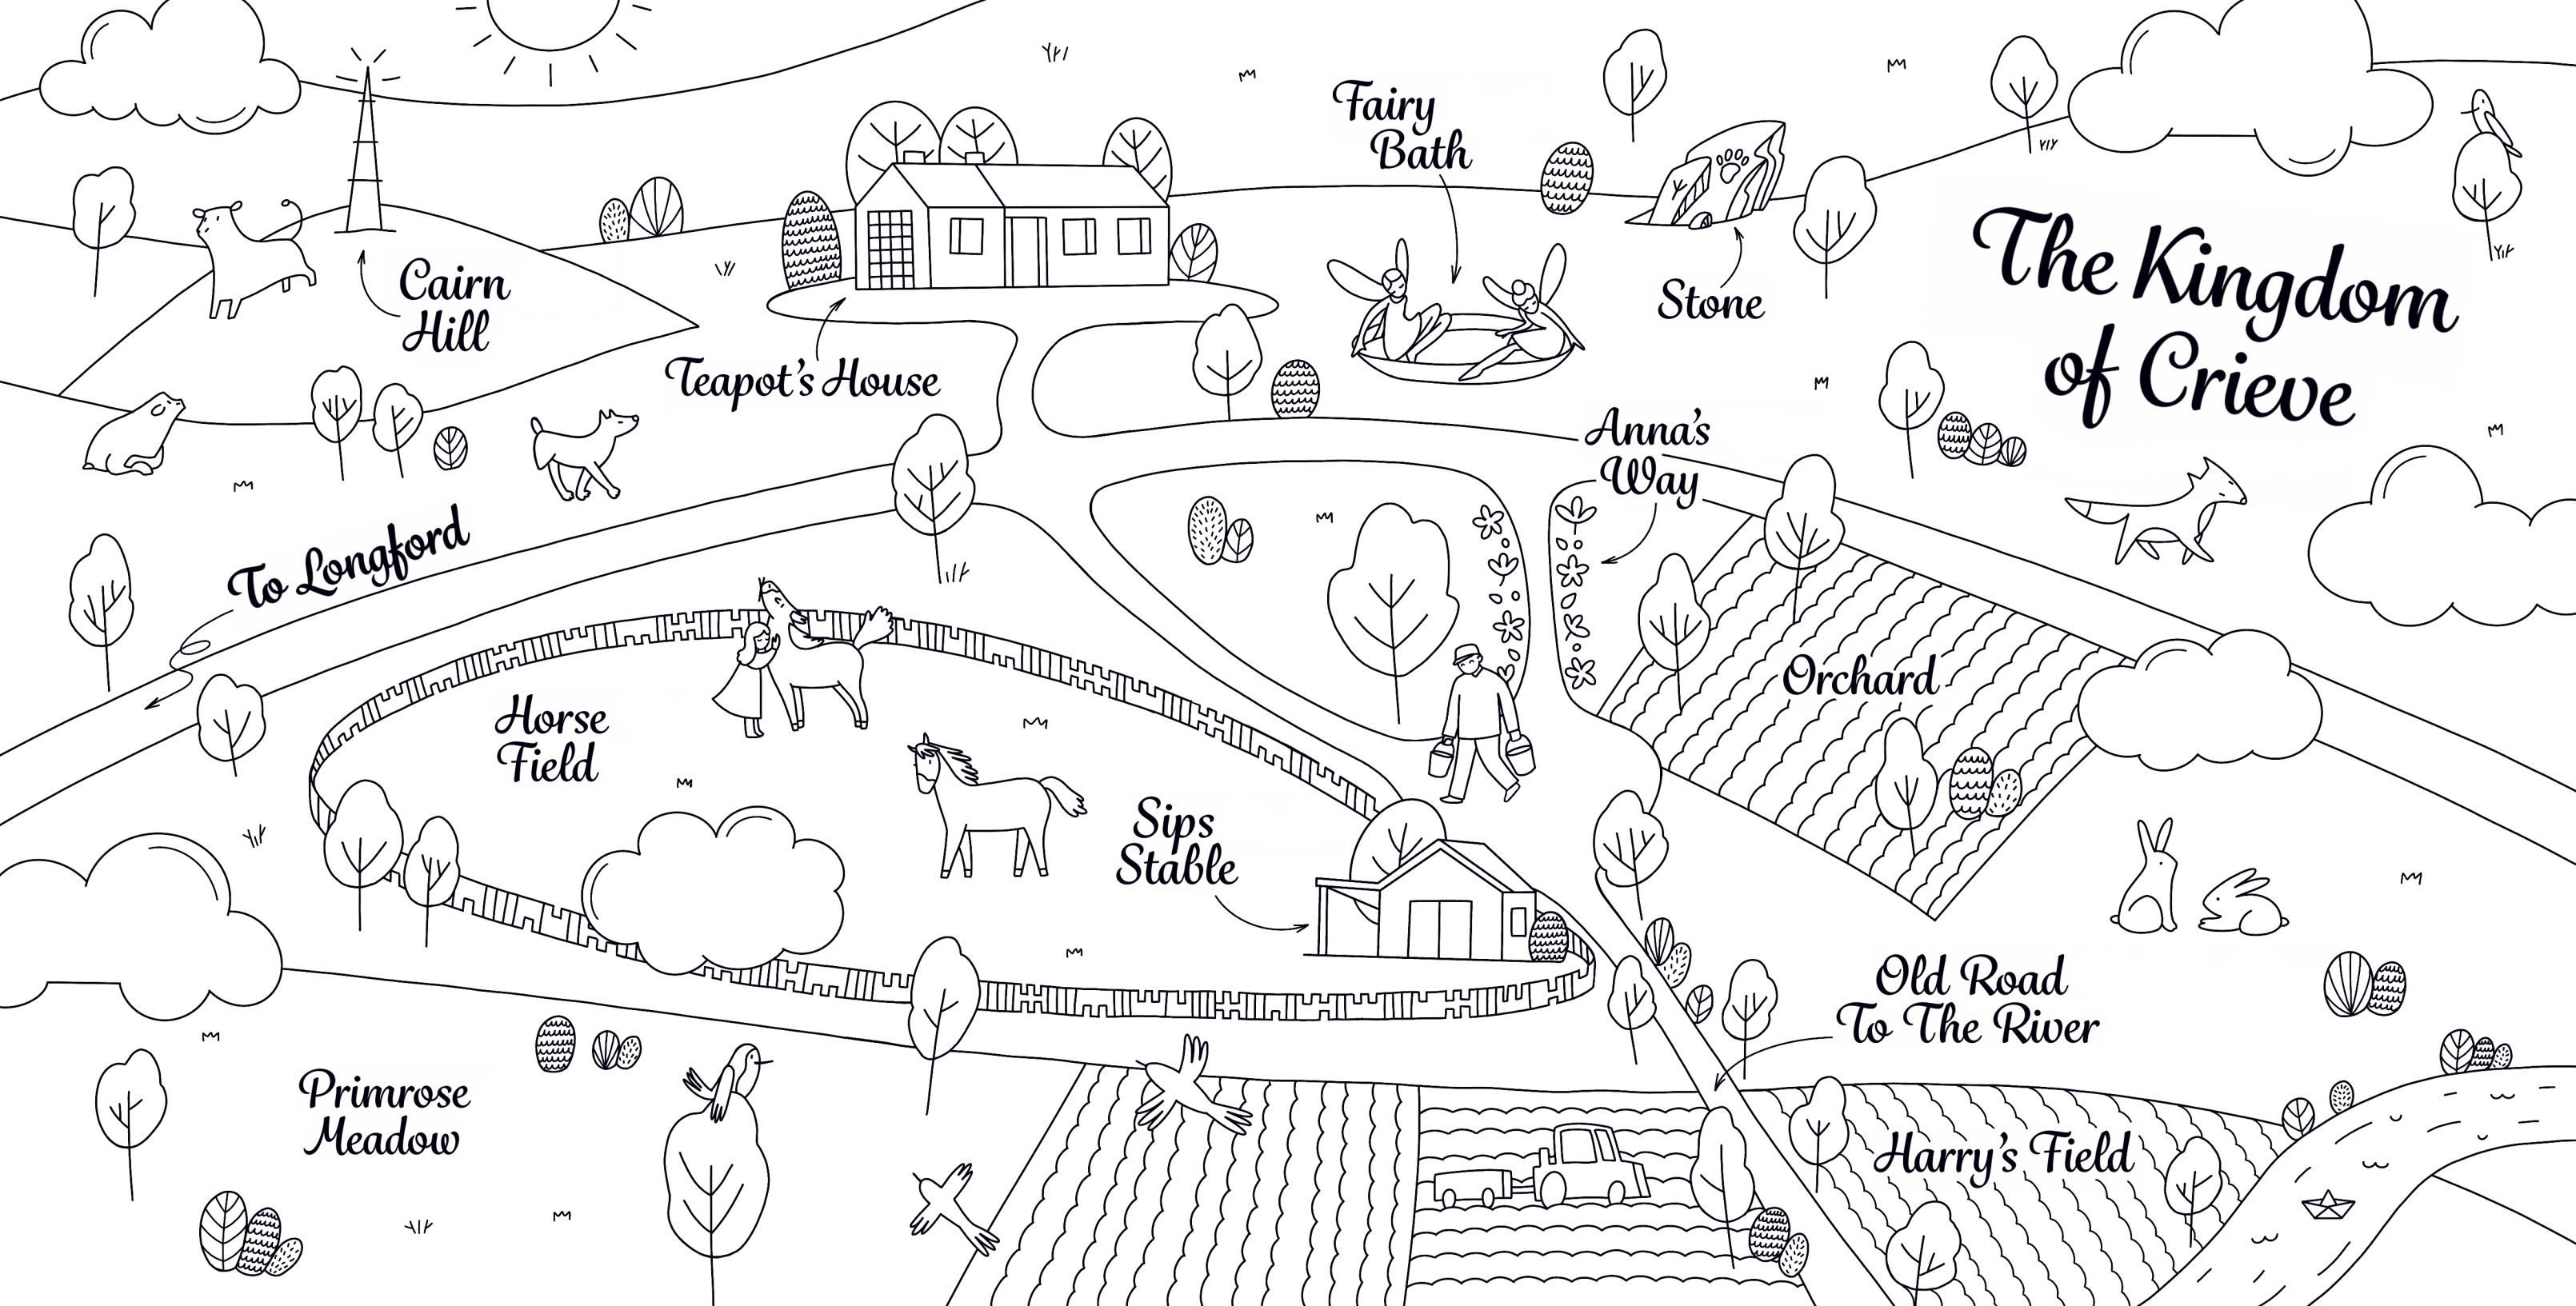 Fairy
Bath
The Kingdom
of Crieve
Cairn
Hill
Stone
Teapot's House
Anna's
Way
To Longford
Orchard
Horse
Field
Sips
Stable
Old Road
To The River
Primrose
Meadow
Harry's Field